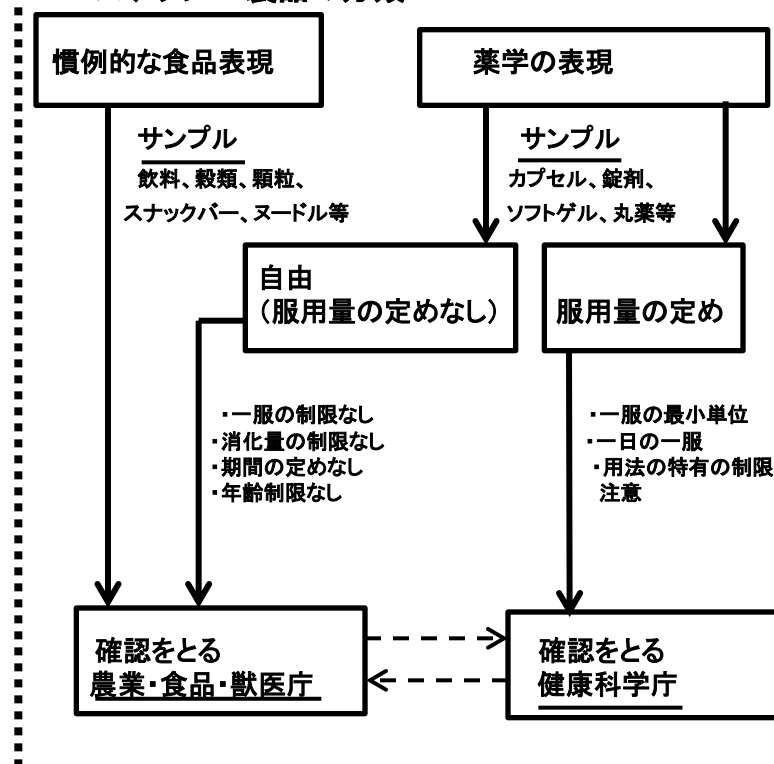 慣例的な食品表現
薬学の表現
サンプル
飲料、穀類、顆粒、
スナックバー、ヌードル等
サンプル
カプセル、錠剤、
ソフトゲル、丸薬等
自由
（服用量の定めなし）
服用量の定め
・一服の制限なし
・消化量の制限なし
・期間の定めなし
・年齢制限なし
・一服の最小単位
・一日の一服
・用法の特有の制限
注意
確認をとる
農業・食品・獣医庁
確認をとる
健康科学庁